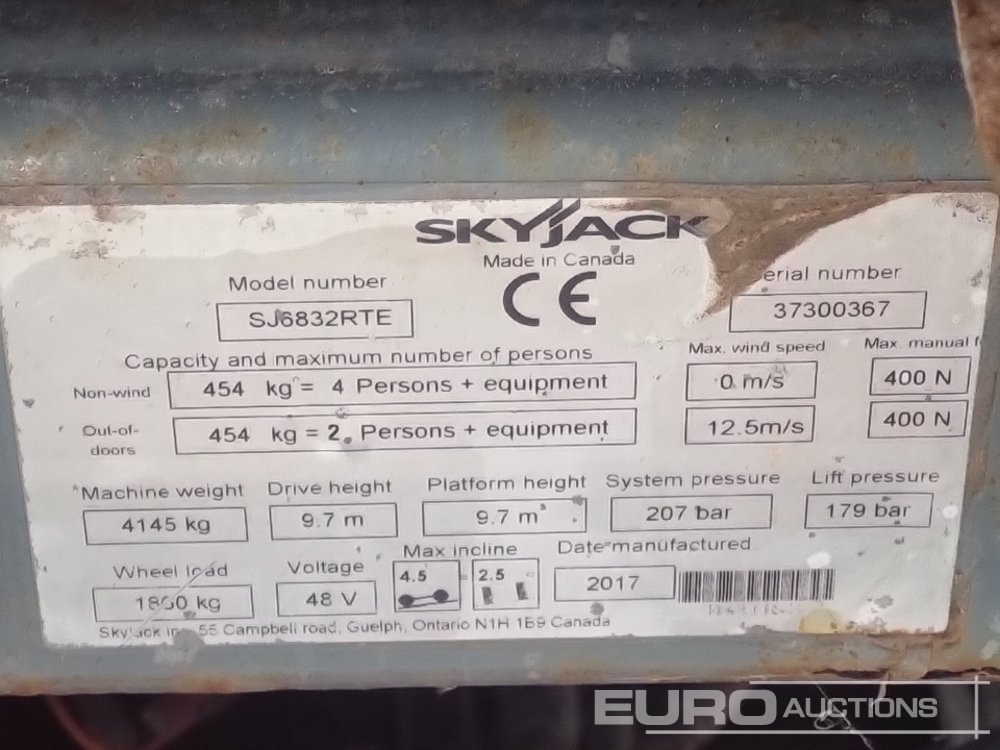 SKYJACK
Made in Canada
CE
Model number
SJ6832RTE
erial number
37300367
Capacity and maximum number of persons
Max. wind speed
Max. manual f
Non-wind
454 kg = 4 Persons + equipment
0 m/s
400 N
Out-of-doors
454 kg = 2 Persons + equipment
12.5m/s
400 N
Machine weight
Drive height
Platform height
System pressure
Lift pressure
4145 kg
9.7 m
9.7 m
207 bar
179 bar
Wheel load
Voltage
Max incline
Date manufactured
kg
48 V
4.5
2.5
2017
Skyjack 55 Campbell road, Guelph, Ontario N1H 1B9 Canada
EURO AUCTIONS